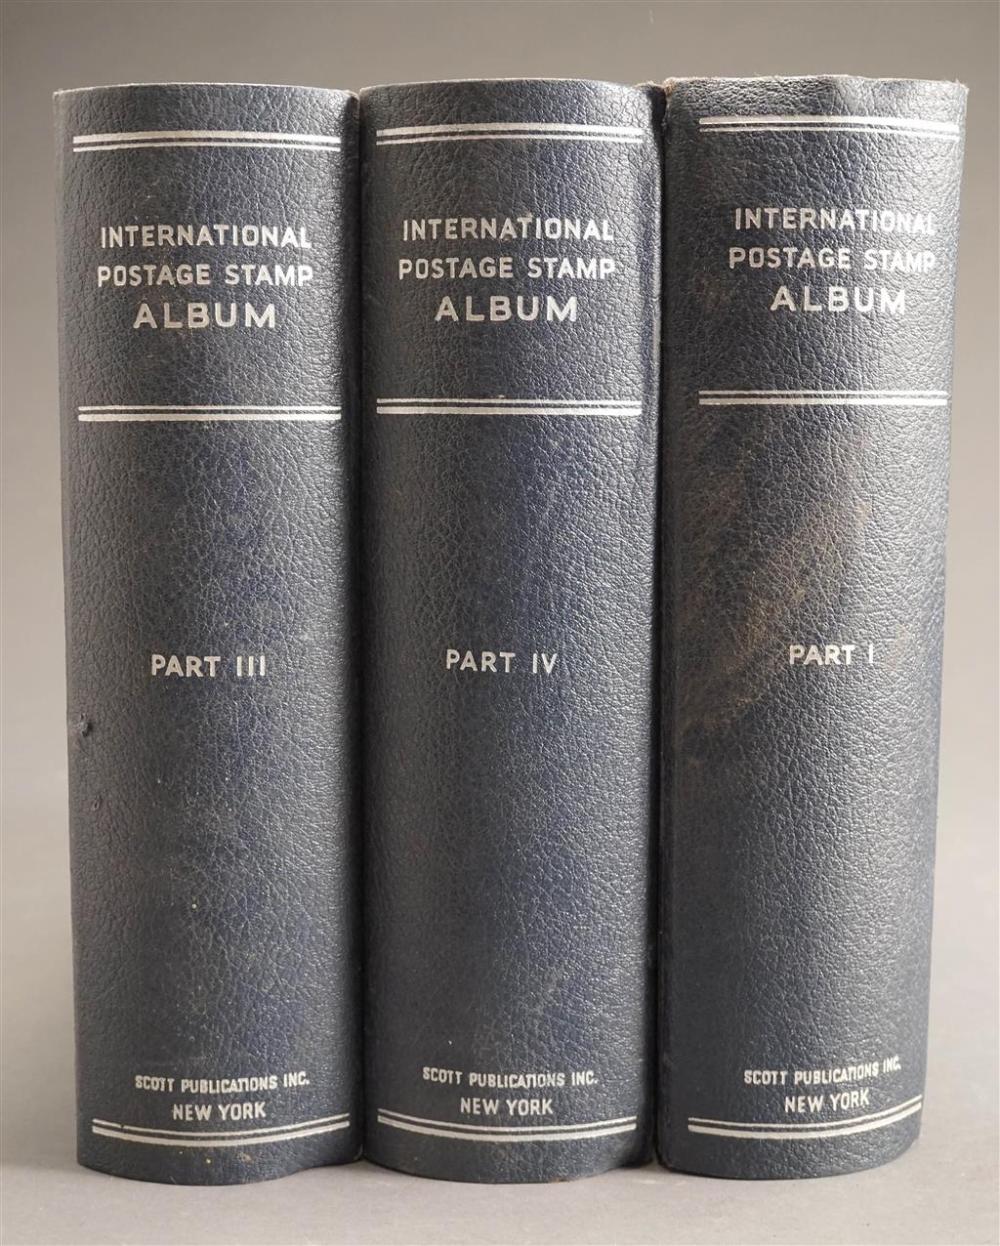 INTERNATIONAL
POSTAGE STAMP
ALBUM
PART III
SCOTT PUBLICATIONS INC.
NEW YORK
INTERNATIONAL
POSTAGE STAMP
ALBUM
PART IV
SCOTT PUBLICATIONS INC.
NEW YORK
INTERNATIONAL
POSTAGE STAMP
ALBUM
PART I
SCOTT PUBLICATIONS INC.
NEW YORK